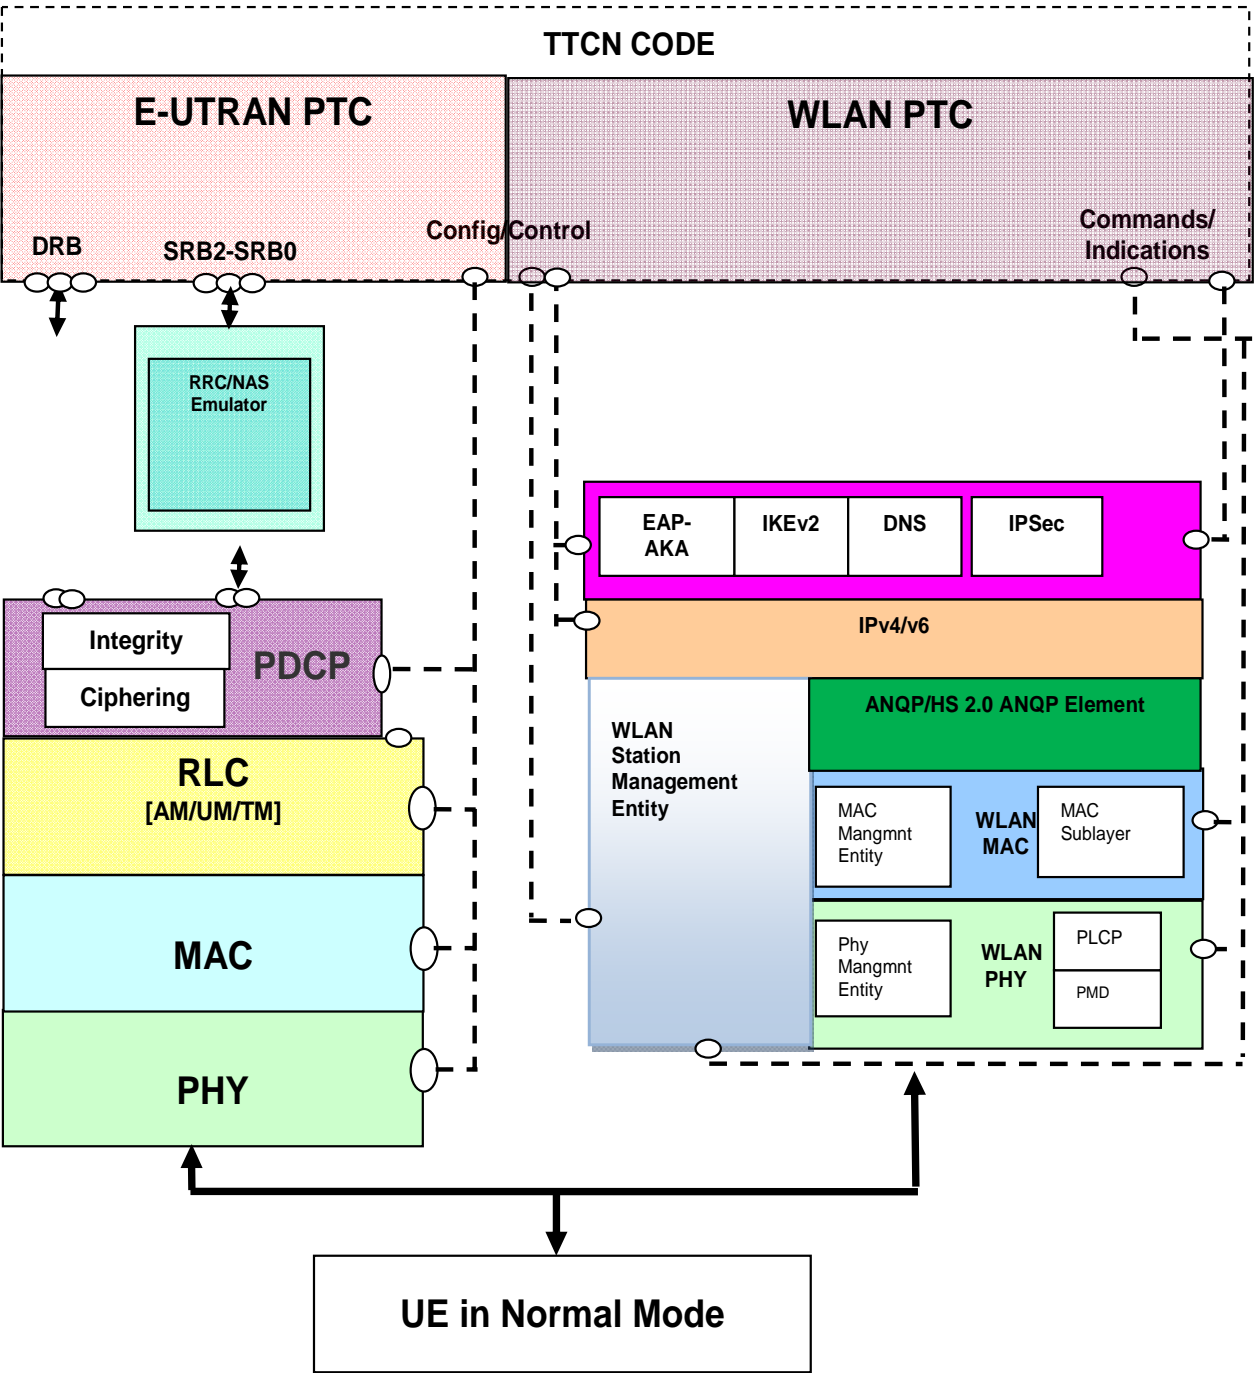 TTCN CODE
E-UTRAN PTC
WLAN PTC
DRB
SRB2-SRB0
Config/Control
Commands/
Indications
RRC/NAS
Emulator
EAP-
AKA
IKEv2
DNS
IPSec
IPv4/v6
Integrity
Ciphering
PDCP
RLC
[AM/UM/TM]
MAC
PHY
WLAN
Station
Management
Entity
ANQP/HS 2.0 ANQP Element
MAC
Mangmnt
Entity
WLAN
MAC
MAC
Sublayer
Phy
Mangmnt
Entity
WLAN
PHY
PLCP
PMD
UE in Normal Mode